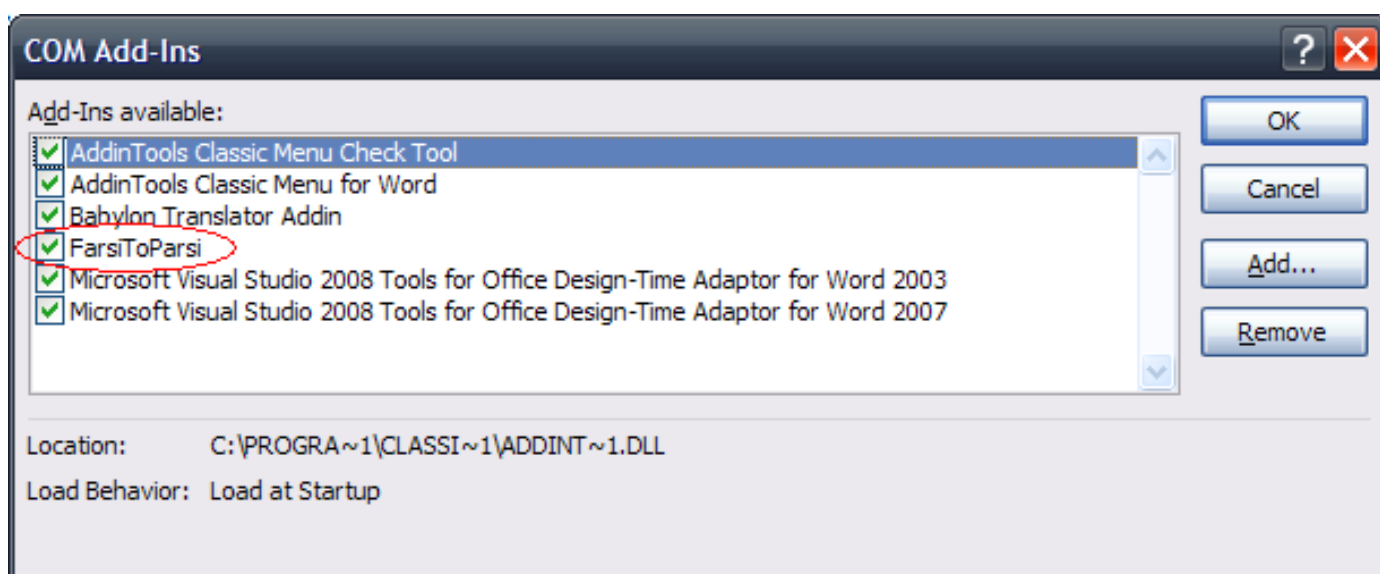 COM Add-Ins
?
Add-Ins available:
AddinTools Classic Menu Check Tool
AddinTools Classic Menu for Word
Babylon Translator Addin
FarsiToParsi
Microsoft Visual Studio 2008 Tools for Office Design-Time Adaptor for Word 2003
Microsoft Visual Studio 2008 Tools for Office Design-Time Adaptor for Word 2007
OK
Cancel
Add...
Remove
Location: C:\PROGRA~1\CLASSI~1\ADDINT~1.DLL
Load Behavior: Load at Startup